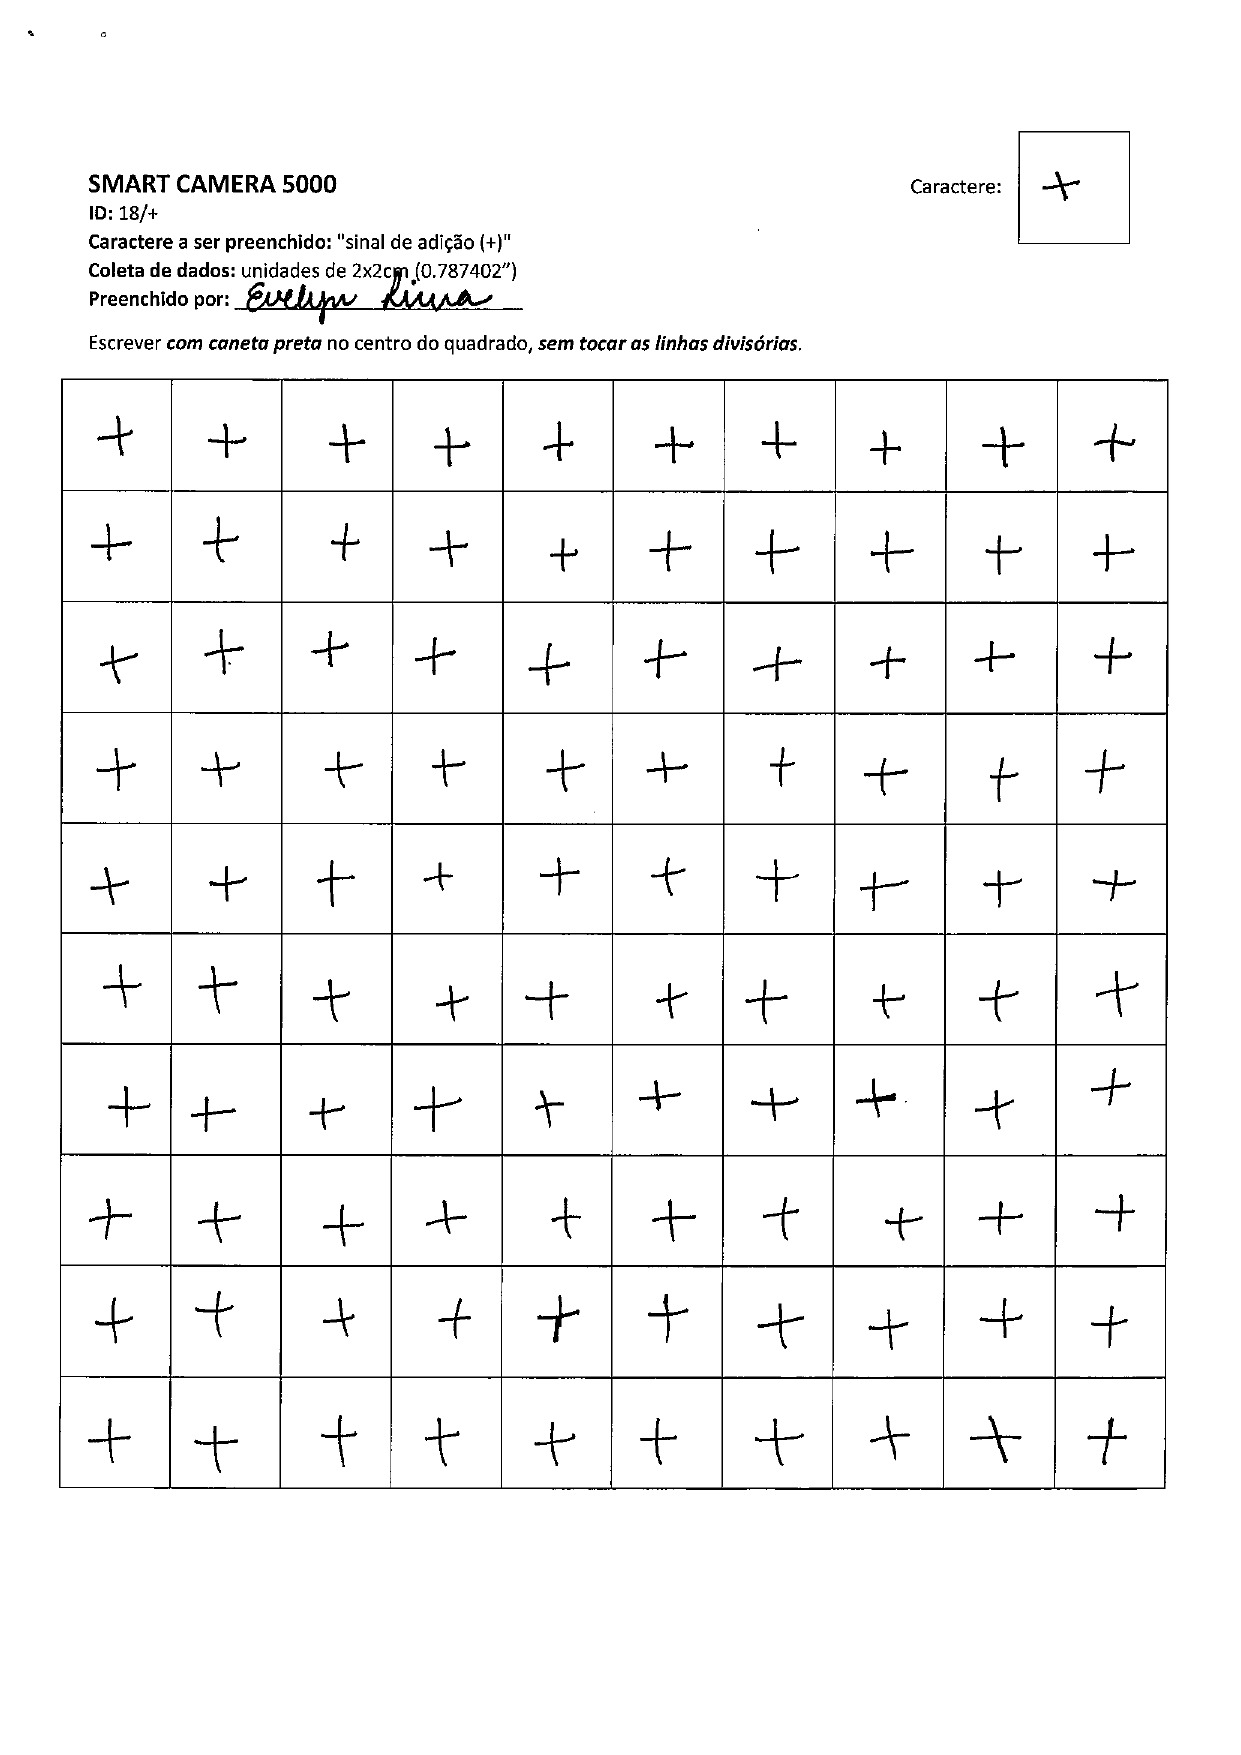 SMART CAMERA 5000
Caractere: +
ID: 18/+
Caractere a ser preenchido: "sinal de adição (+)"
Coleta de dados: unidades de 2x2cm (0.787402")
Preenchido por: Evelyn Lima
Escrever com caneta preta no centro do quadrado, sem tocar as linhas divisórias.
+ + + + + + + + + +
+ + + + + + + + + +
+ + + + + + + + + +
+ + + + + + + + + +
+ + + + + + + + + +
+ + + + + + + + + +
+ + + + + + + + + +
+ + + + + + + + + +
+ + + + + + + + + +
+ + + + + + + + + +